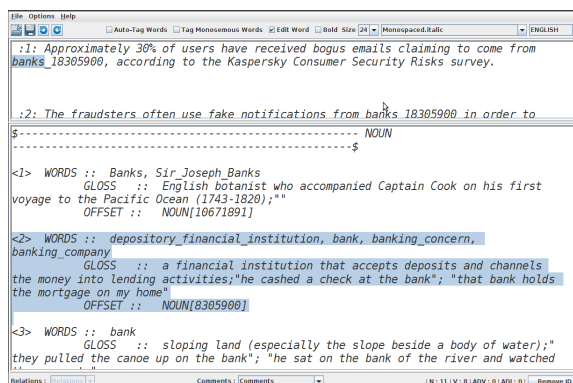 File Options Help
Auto-Tag Words Tag Monosemous Words Edit Word Bold Size 24 Monospaced.italic ENGLISH
:1: Approximately 30% of users have received bogus emails claiming to come from
banks_18305900, according to the Kaspersky Consumer Security Risks survey.
:2: The fraudsters often use fake notifications from banks 18305900 in order to
$---------------------------------------------------- NOUN
----------------------------------------------------$
<1> WORDS :: Banks, Sir_Joseph_Banks
GLOSS :: English botanist who accompanied Captain Cook on his first
voyage to the Pacific Ocean (1743-1820);""
OFFSET :: NOUN[10671891]
<2> WORDS :: depository_financial_institution, bank, banking_concern,
banking_company
GLOSS :: a financial institution that accepts deposits and channels
the money into lending activities;"he cashed a check at the bank"; "that bank holds
the mortgage on my home"
OFFSET :: NOUN[8305900]
<3> WORDS :: bank
GLOSS :: sloping land (especially the slope beside a body of water);"
they pulled the canoe up on the bank"; "he sat on the bank of the river and watched
Relations : Relations Comments : Comments | N : 11 | V : 8 | ADV : 0 | ADJ : 0 | Remove ID